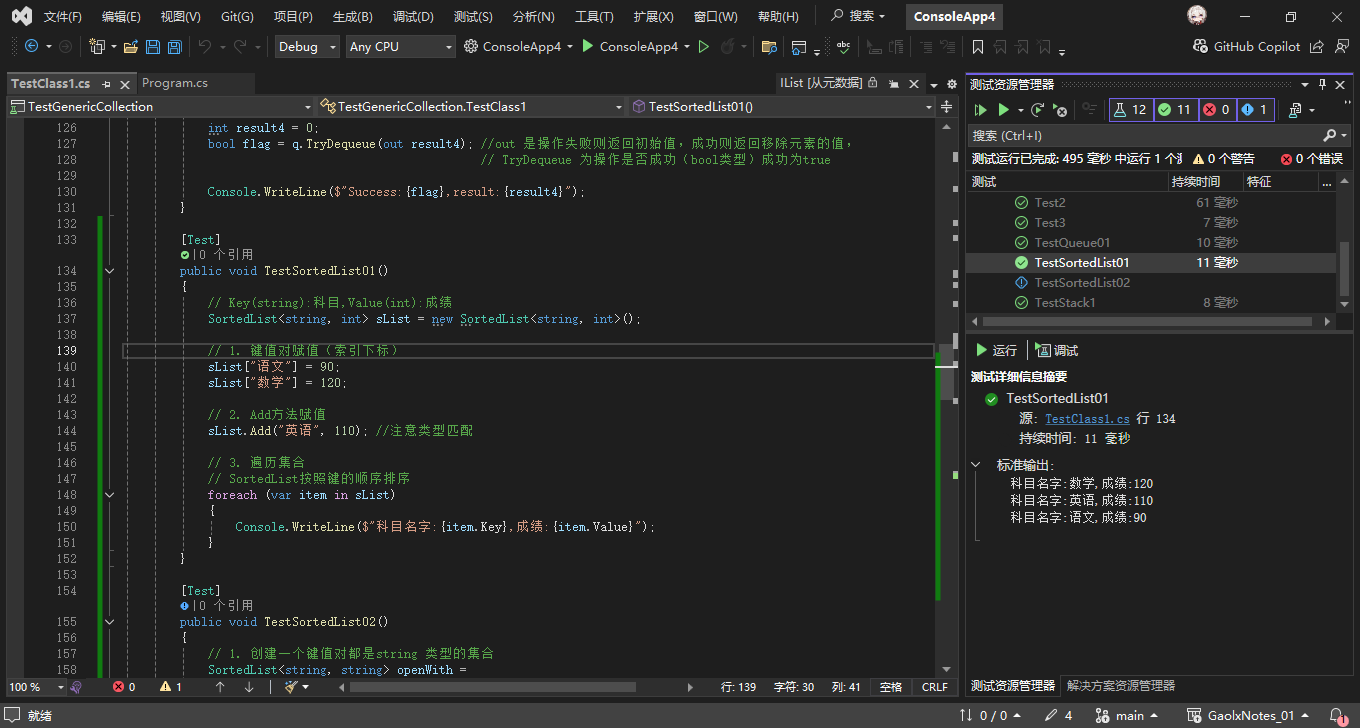 文件(F) 编辑(E) 视图(V) Git(G) 项目(P) 生成(B) 调试(D) 测试(S) 分析(N) 工具(T) 扩展(X) 窗口(W) 帮助(H) 搜索 ConsoleApp4
Debug Any CPU ConsoleApp4 ConsoleApp4 abc GitHub Copilot
TestClass1.cs Program.cs IList [从元数据]
TestGenericCollection TestGenericCollection.TestClass1 TestSortedList01()
126 int result4 = 0;
127 bool flag = q.TryDequeue(out result4); //out 是操作失败则返回初始值，成功则返回移除元素的值，
128 // TryDequeue 为操作是否成功（bool类型）成功为true
129
130 Console.WriteLine($"Success:{flag},result:{result4}");
131 }
132
133 [Test]
0 个引用
134 public void TestSortedList01()
135 {
136 // Key(string):科目,Value(int):成绩
137 SortedList<string, int> sList = new SortedList<string, int>();
138
139 // 1. 键值对赋值（索引下标）
140 sList["语文"] = 90;
141 sList["数学"] = 120;
142
143 // 2. Add方法赋值
144 sList.Add("英语", 110); //注意类型匹配
145
146 // 3. 遍历集合
147 // SortedList按照键的顺序排序
148 foreach (var item in sList)
149 {
150 Console.WriteLine($"科目名字:{item.Key},成绩:{item.Value}");
151 }
152 }
153
154 [Test]
0 个引用
155 public void TestSortedList02()
156 {
157 // 1. 创建一个键值对都是string 类型的集合
158 SortedList<string, string> openWith =
100 % 0 1 行: 139 字符: 30 列: 41 空格 CRLF
测试资源管理器
12 11 0 1
搜索 (Ctrl+I)
测试运行已完成: 495 毫秒 中运行 1 个 0 个警告 0 个错误
测试 持续时间 特征 ...
Test2 61 毫秒
Test3 7 毫秒
TestQueue01 10 毫秒
TestSortedList01 11 毫秒
TestSortedList02
TestStack1 8 毫秒
运行 调试
测试详细信息摘要
TestSortedList01
源: TestClass1.cs 行 134
持续时间: 11 毫秒
标准输出:
科目名字:数学,成绩:120
科目名字:英语,成绩:110
科目名字:语文,成绩:90
测试资源管理器 解决方案资源管理器
就绪 0 / 0 4 main GaolxNotes_01 1